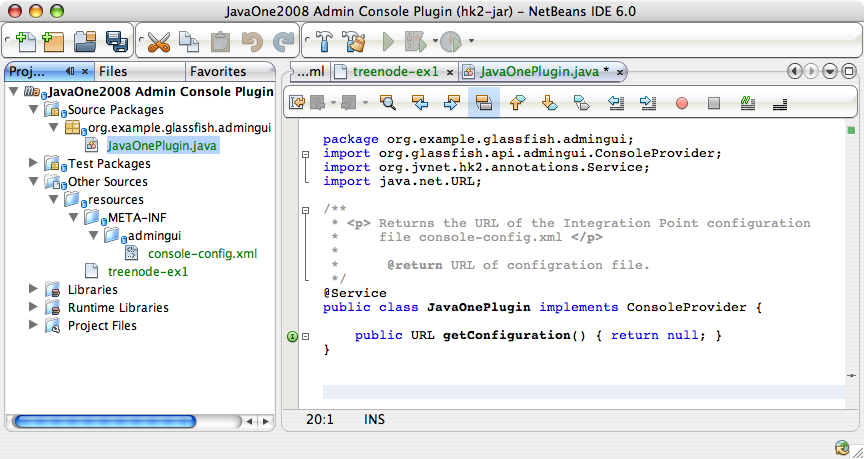 JavaOne2008 Admin Console Plugin (hk2-jar) – NetBeans IDE 6.0
Proj... Files Favorites
JavaOne2008 Admin Console Plugin
Source Packages
org.example.glassfish.admingui
JavaOnePlugin.java
Test Packages
Other Sources
resources
META-INF
admingui
console-config.xml
treenode-ex1
Libraries
Runtime Libraries
Project Files
...ml treenode-ex1 x JavaOnePlugin.java * x
package org.example.glassfish.admingui;
import org.glassfish.api.admingui.ConsoleProvider;
import org.jvnet.hk2.annotations.Service;
import java.net.URL;
/**
* <p> Returns the URL of the Integration Point configuration
* file console-config.xml </p>
*
* @return URL of configration file.
*/
@Service
public class JavaOnePlugin implements ConsoleProvider {
public URL getConfiguration() { return null; }
}
20:1 INS